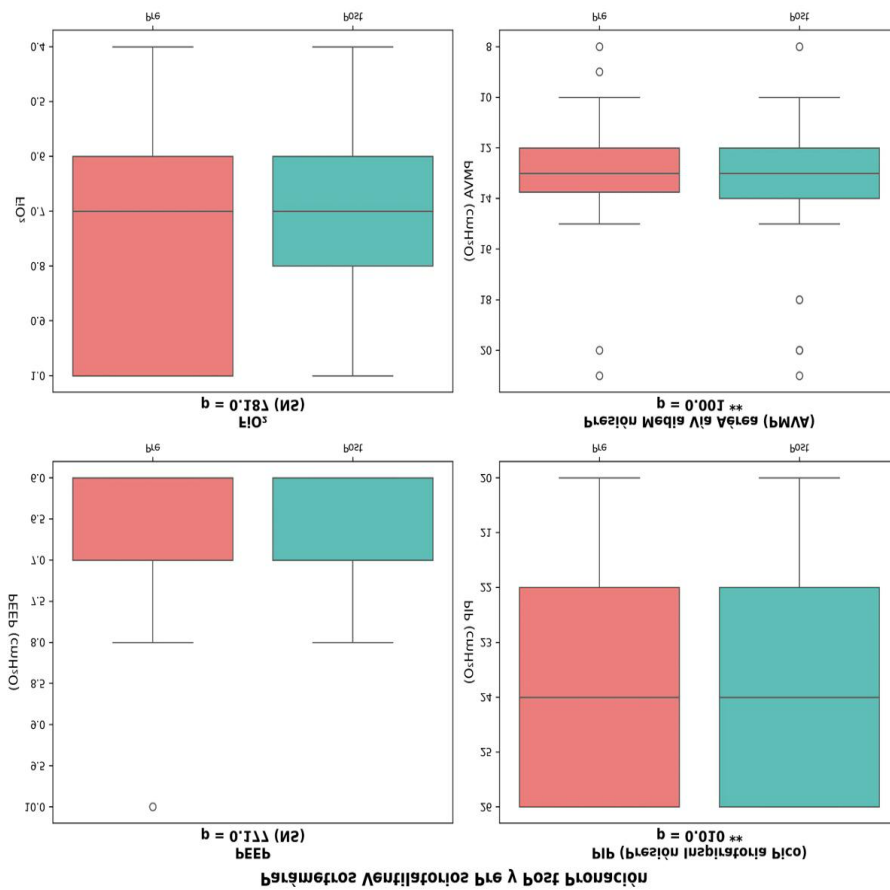 Parámetros Ventilatorios Pre y Post Pronación
PEEP
p = 0.177 (NS)
PEEP (cmH₂O)
10.0
9.5
9.0
8.5
8.0
7.5
7.0
6.5
6.0
Pre
Post
PIP (Presión Inspiratoria Pico)
p = 0.010 **
PIP (cmH₂O)
26
25
24
23
22
21
20
Pre
Post
FiO₂
p = 0.187 (NS)
FiO₂
1.0
0.9
0.8
0.7
0.6
0.5
0.4
Pre
Post
Presión Media Vía Aérea (PMVA)
p = 0.001 **
PMVA (cmH₂O)
20
18
16
14
12
10
8
Pre
Post